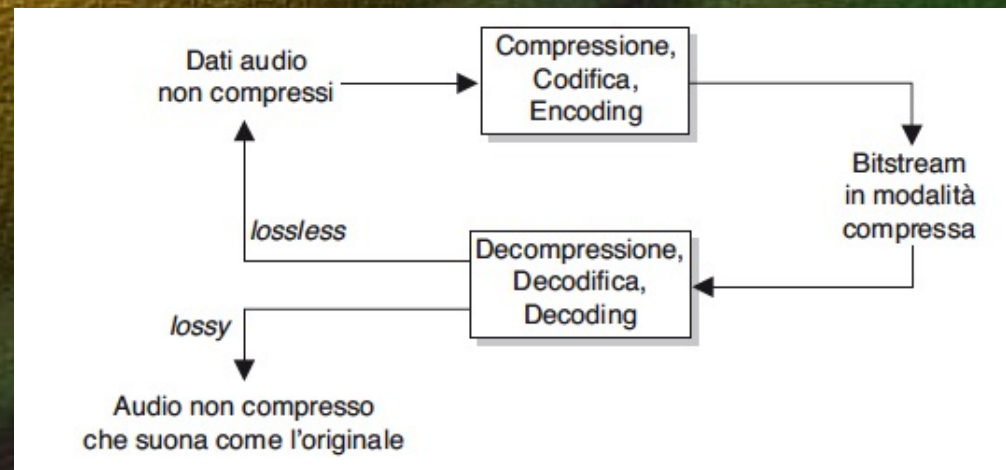 Dati audio
non compressi
Compressione,
Codifica,
Encoding
Bitstream
in modalità
compressa
lossless
Decompressione,
Decodifica,
Decoding
lossy
Audio non compresso
che suona come l'originale